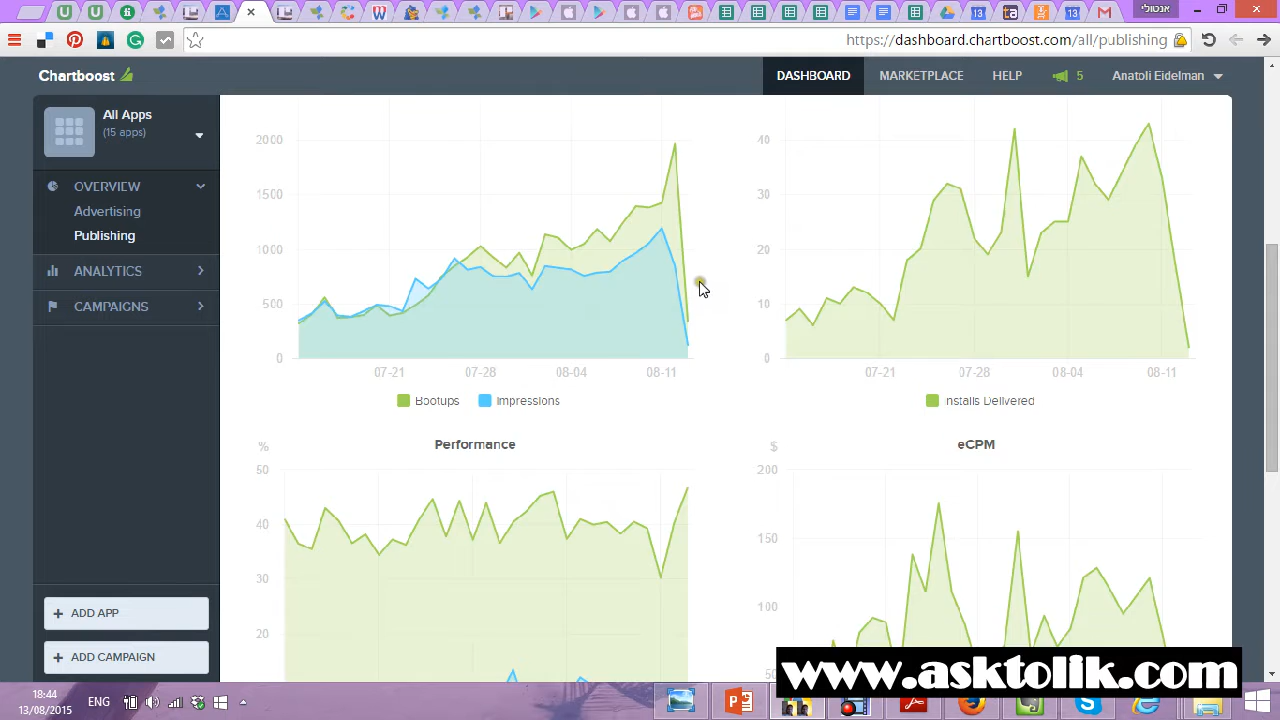 אנטולי
https://dashboard.chartboost.com/all/publishing
Chartboost
DASHBOARD
MARKETPLACE
HELP
5
Anatoli Eidelman
All Apps
(15 apps)
OVERVIEW
Advertising
Publishing
ANALYTICS
CAMPAIGNS
+ ADD APP
+ ADD CAMPAIGN
2000
1500
1000
500
0
07-21
07-28
08-04
08-11
Bootups
Impressions
40
30
20
10
0
07-21
07-28
08-04
08-11
Installs Delivered
%
Performance
50
40
30
20
$
eCPM
200
150
100
50
www.asktolik.com
18:44
13/08/2015
ENG